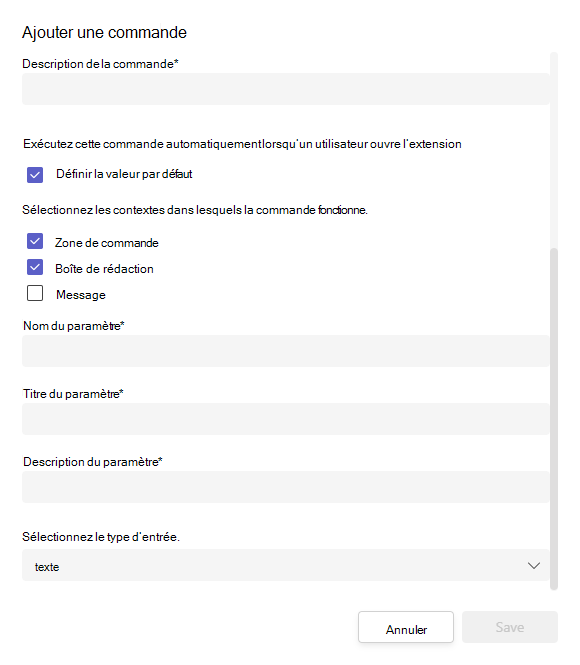 Ajouter une commande
Description de la commande*
Exécutez cette commande automatiquement lorsqu'un utilisateur ouvre l'extension
Définir la valeur par défaut
Sélectionnez les contextes dans lesquels la commande fonctionne.
Zone de commande
Boîte de rédaction
Message
Nom du paramètre*
Titre du paramètre*
Description du paramètre*
Sélectionnez le type d'entrée.
texte
Annuler
Save